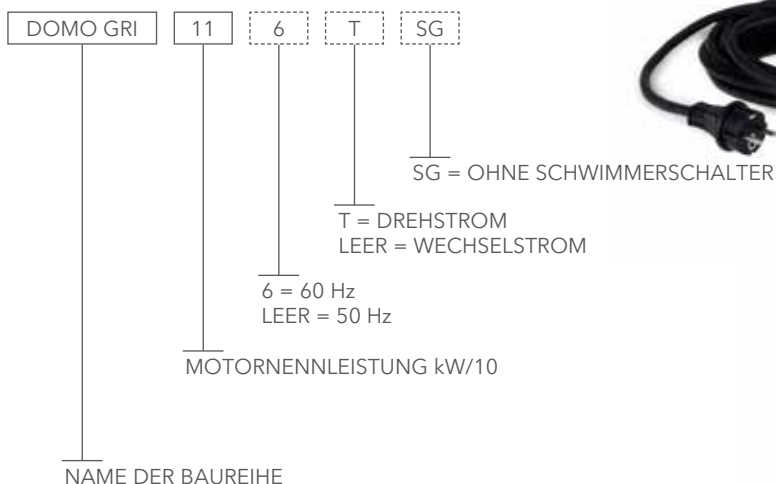 DOMO GRI 11 6 T SG
SG = OHNE SCHWIMMERSCHALTER
T = DREHSTROM
LEER = WECHSELSTROM
6 = 60 Hz
LEER = 50 Hz
MOTORNENNLEISTUNG kW/10
NAME DER BAUREIHE